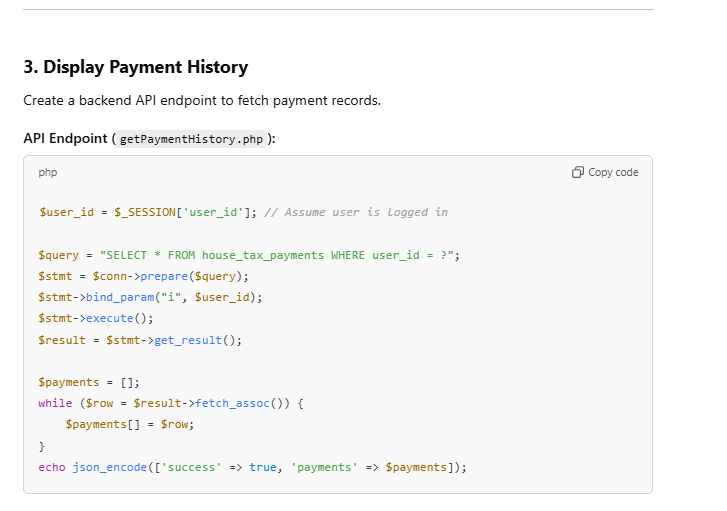 3. Display Payment History
Create a backend API endpoint to fetch payment records.
API Endpoint (getPaymentHistory.php):
php
Copy code
$user_id = $_SESSION['user_id']; // Assume user is logged in
$query = "SELECT * FROM house_tax_payments WHERE user_id = ?";
$stmt = $conn->prepare($query);
$stmt->bind_param("i", $user_id);
$stmt->execute();
$result = $stmt->get_result();
$payments = [];
while ($row = $result->fetch_assoc()) {
    $payments[] = $row;
}
echo json_encode(['success' => true, 'payments' => $payments]);